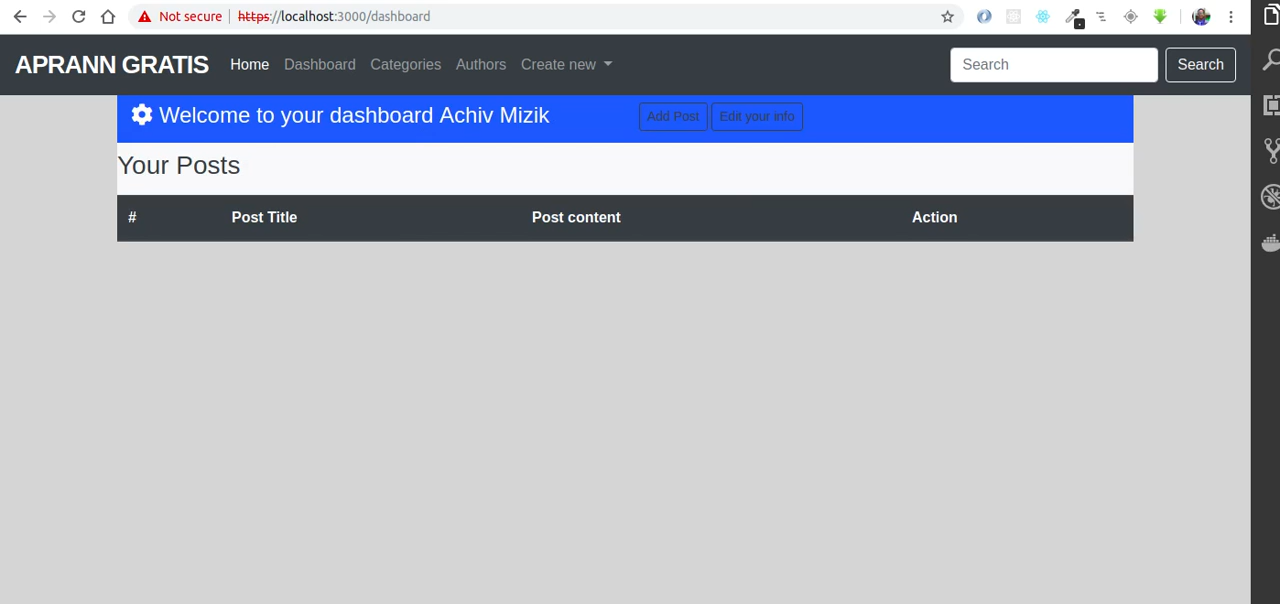 Not secure https://localhost:3000/dashboard
APRANN GRATIS Home Dashboard Categories Authors Create new Search Search
Welcome to your dashboard Achiv Mizik Add Post Edit your info
Your Posts
# Post Title Post content Action